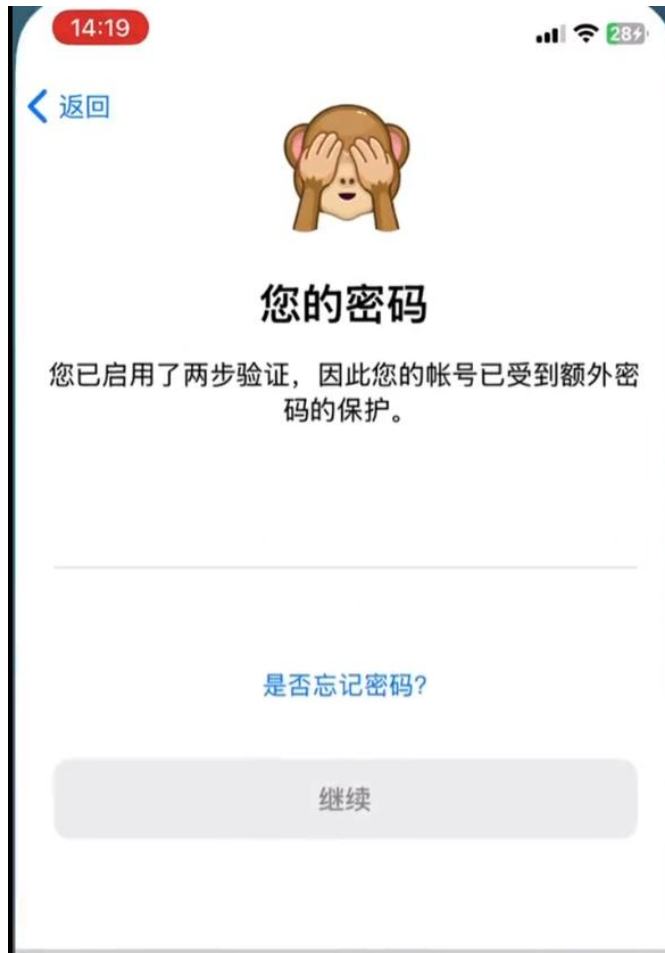 14:19
28
返回
您的密码
您已启用了两步验证，因此您的帐号已受到额外密
码的保护。
是否忘记密码?
继续